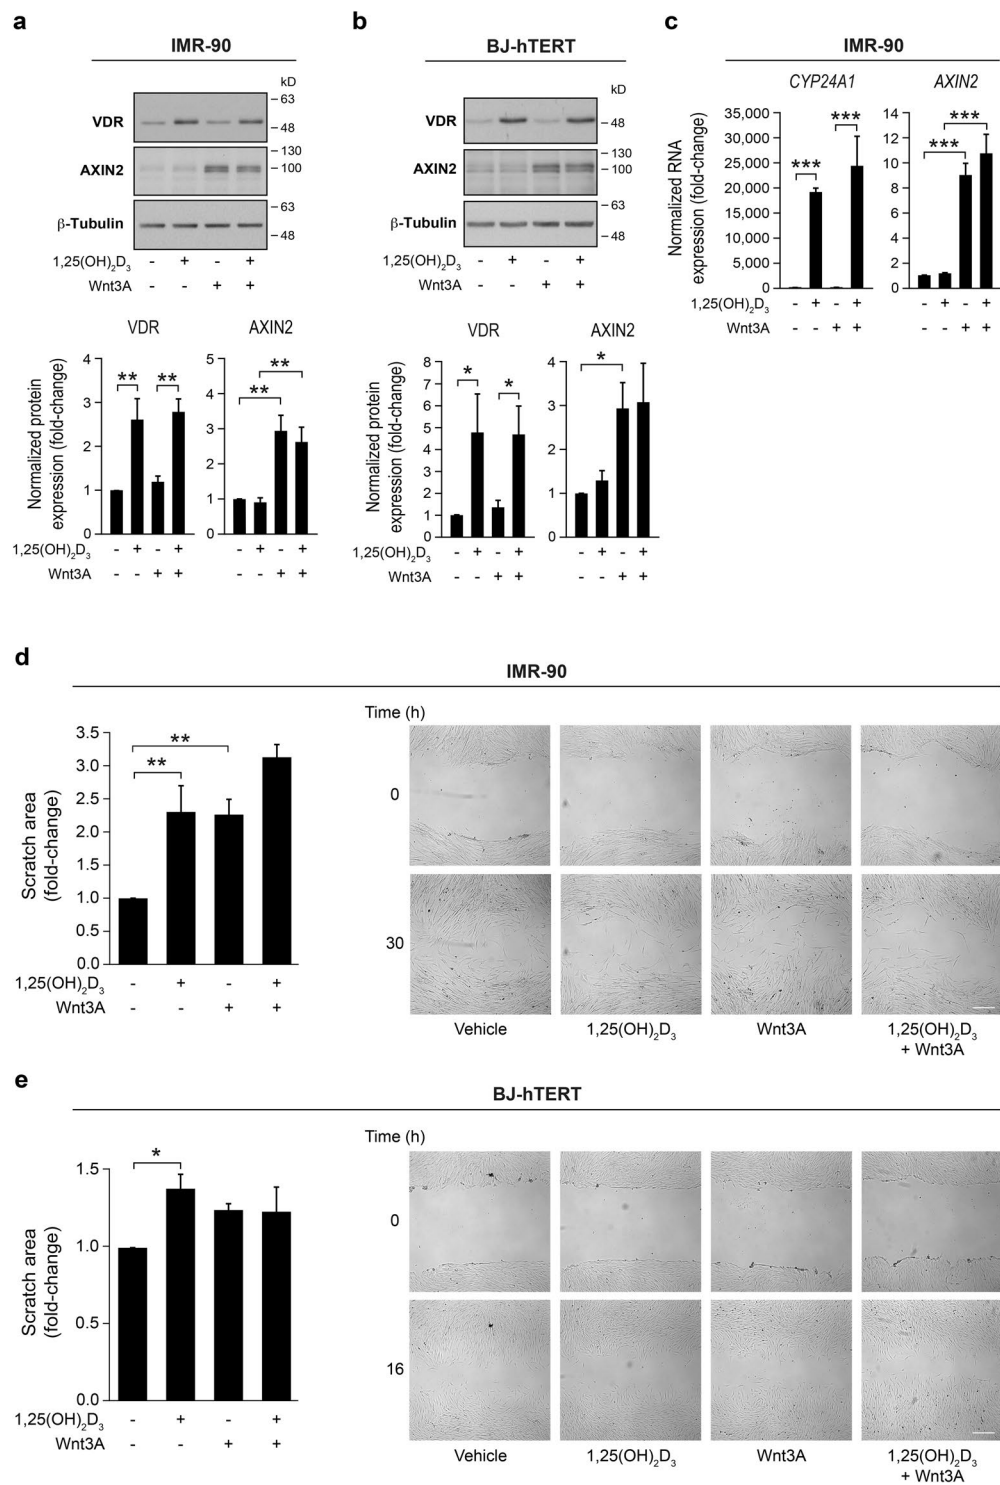 a
IMR-90
kD
VDR
– 63
– 48
AXIN2
– 130
– 100
β-Tubulin
– 63
– 48
1,25(OH)₂D₃ - + - +
Wnt3A - - + +
VDR
AXIN2
Normalized protein
expression (fold-change)
4
3
2
1
0
** **
5
4
3
2
1
0
**
**
1,25(OH)₂D₃ - + - + - + - +
Wnt3A - - + + - - + +
b
BJ-hTERT
kD
VDR
– 63
– 48
AXIN2
– 130
– 100
β-Tubulin
– 63
– 48
1,25(OH)₂D₃ - + - +
Wnt3A - - + +
VDR
AXIN2
Normalized protein
expression (fold-change)
8
7
6
5
4
3
2
1
0
* *
4
3
2
1
0
*
1,25(OH)₂D₃ - + - + - + - +
Wnt3A - - + + - - + +
c
IMR-90
CYP24A1
AXIN2
Normalized RNA
expression (fold-change)
35,000
30,000
25,000
20,000
15,000
10,000
5,000
0
***
***
14
12
10
8
6
4
2
0
***
***
1,25(OH)₂D₃ - + - + - + - +
Wnt3A - - + + - - + +
d
IMR-90
Scratch area
(fold-change)
3.5
3.0
2.5
2.0
1.5
1.0
0.5
0.0
**
**
1,25(OH)₂D₃ - + - +
Wnt3A - - + +
Time (h)
0
30
Vehicle
1,25(OH)₂D₃
Wnt3A
1,25(OH)₂D₃
+ Wnt3A
e
BJ-hTERT
Scratch area
(fold-change)
1.5
1.0
0.5
0.0
*
1,25(OH)₂D₃ - + - +
Wnt3A - - + +
Time (h)
0
16
Vehicle
1,25(OH)₂D₃
Wnt3A
1,25(OH)₂D₃
+ Wnt3A